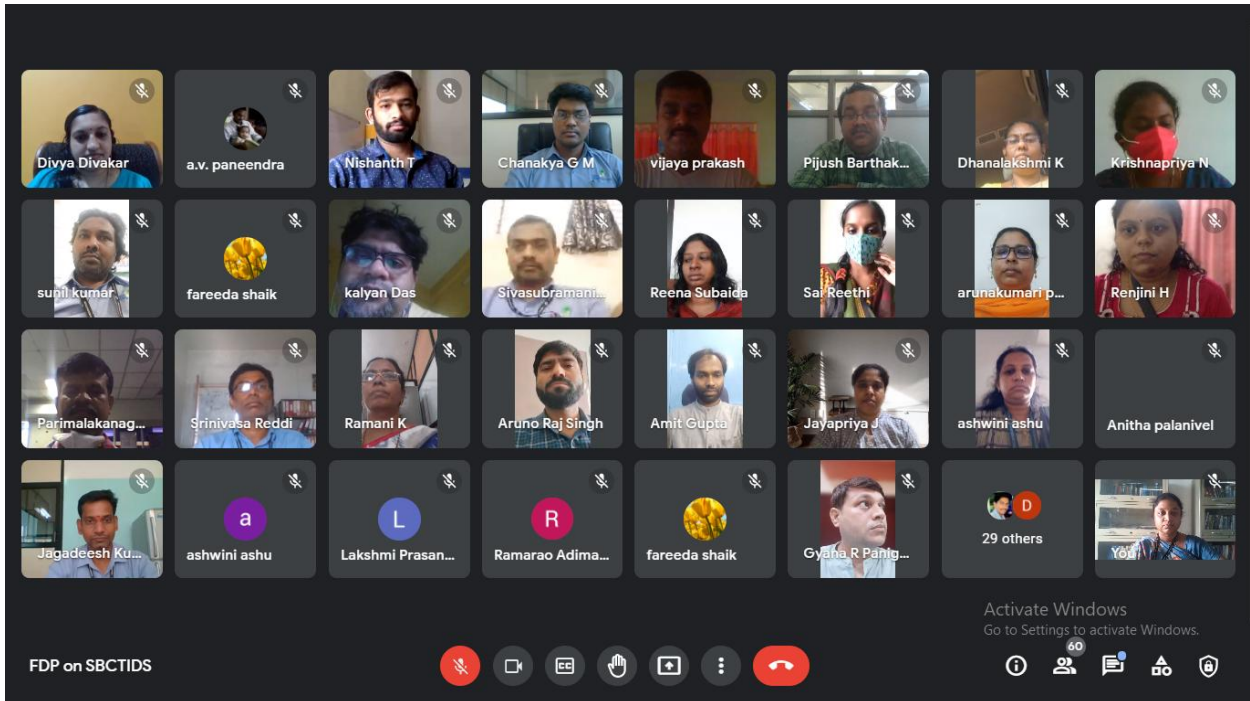 Divya Divakar
a.v. paneendra
Nishanth T
Chanakya G M
vijaya prakash
Pijush Barthak...
Dhanalakshmi K
Krishnapriya N
sunil kumar
fareeda shaik
kalyan Das
Sivasubramani...
Reena Subaida
Sai Reethi
arunakumari p...
Renjini H
Parimalakanag...
Srinivasa Reddi
Ramani K
Aruno Raj Singh
Amit Gupta
Jayapriya J
ashwini ashu
Anitha palanivel
Jagadeesh Ku...
a
ashwini ashu
L
Lakshmi Prasan...
R
Ramarao Adima...
fareeda shaik
Gyana R Panig...
D
29 others
You
Activate Windows
Go to Settings to activate Windows.
FDP on SBCTIDS
CC
60